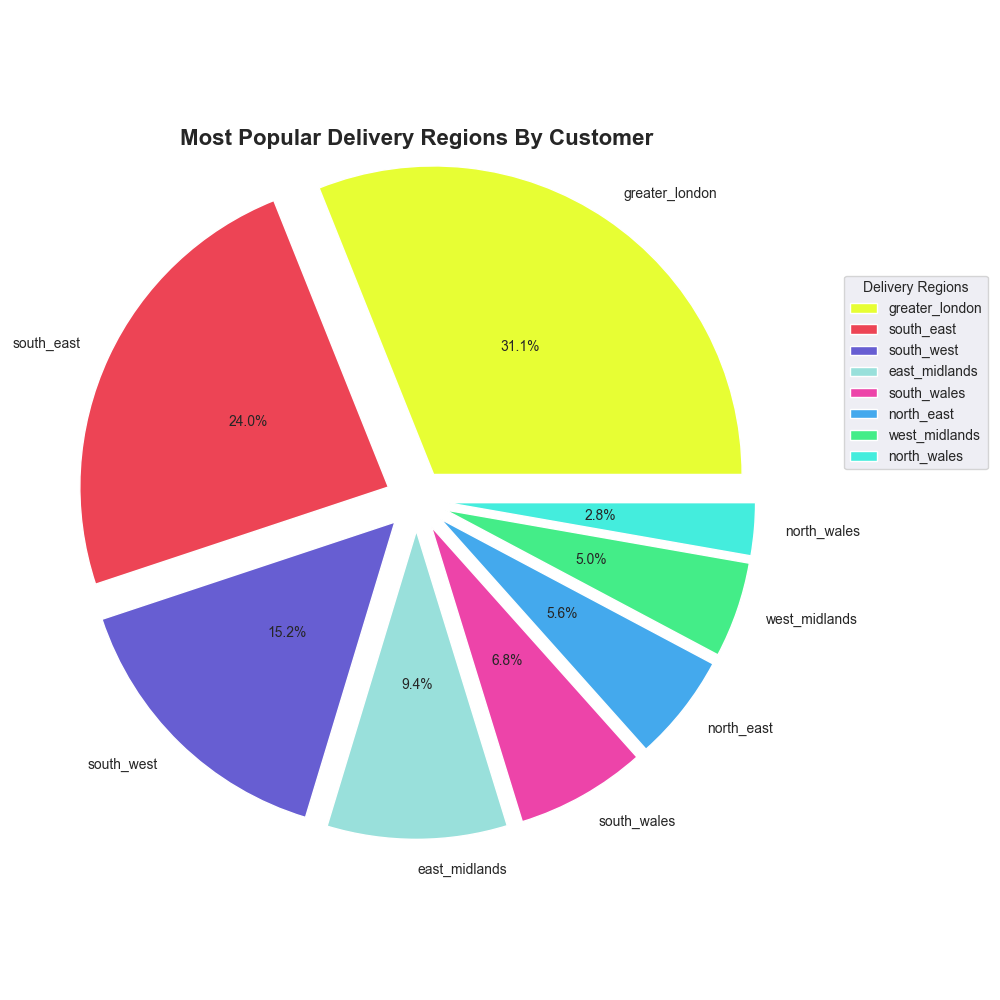 Most Popular Delivery Regions By Customer
greater_london
31.1%
south_east
24.0%
south_west
15.2%
east_midlands
9.4%
south_wales
6.8%
north_east
5.6%
west_midlands
5.0%
north_wales
2.8%
Delivery Regions
greater_london
south_east
south_west
east_midlands
south_wales
north_east
west_midlands
north_wales